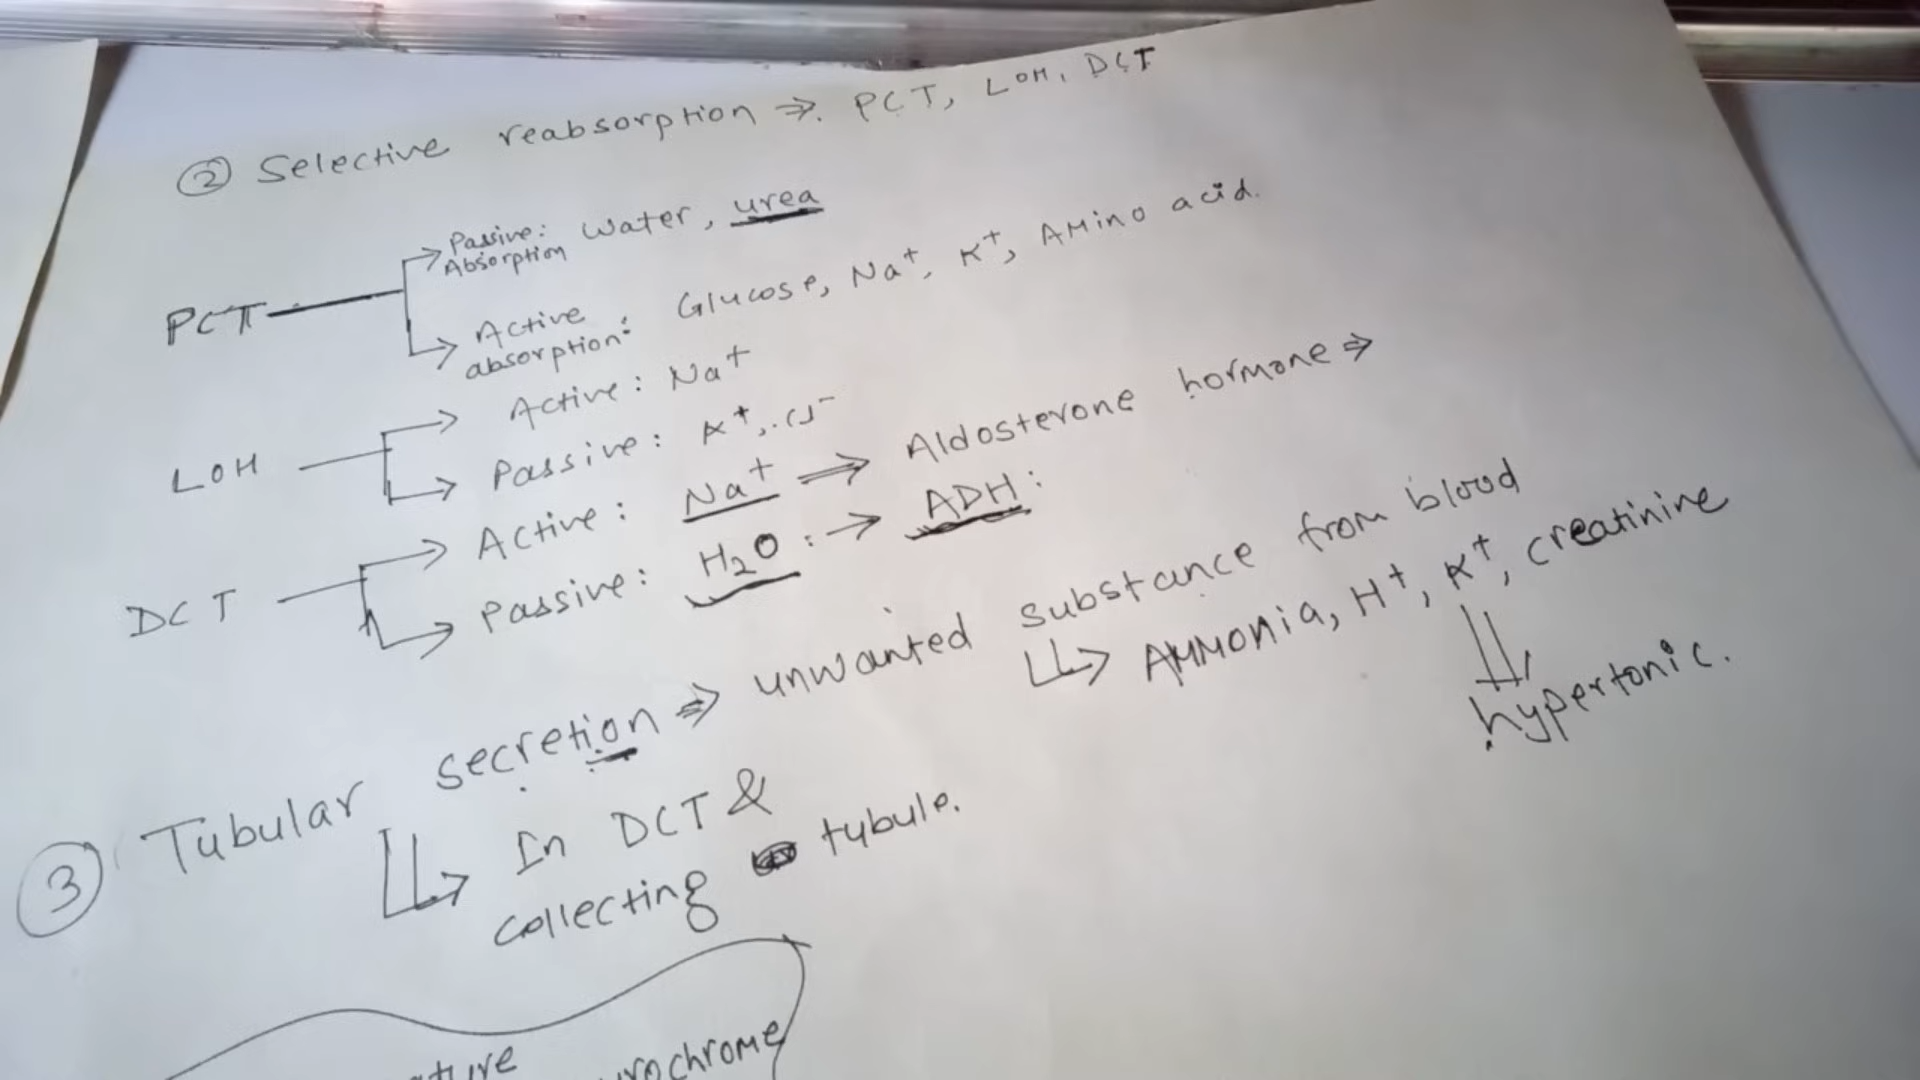 ② Selective reabsorption ⇒ PCT, LOH, DCT
PCT → Passive Absorption: Water, urea
→ Active absorption: Glucose, Na⁺, K⁺, Amino acid.
LOH → Active: Na⁺
→ Passive: K⁺, Cl⁻
DCT → Active: Na⁺ ⇒ Aldosterone hormone ⇒
→ Passive: H₂O: → ADH:
③ Tubular secretion ⇒ unwanted substance from blood
↳ Ammonia, H⁺, K⁺, creatinine
⇓
hypertonic.
↳ In DCT &
collecting tubule.